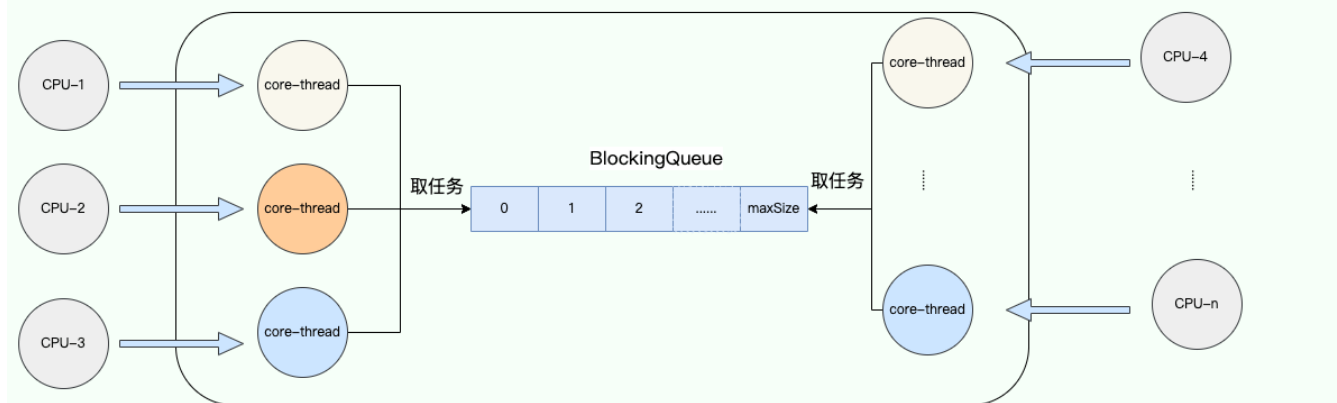 CPU-1
CPU-2
CPU-3
core-thread
core-thread
core-thread
取任务
BlockingQueue
0 1 2 ...... maxSize
取任务
core-thread
core-thread
CPU-4
CPU-n